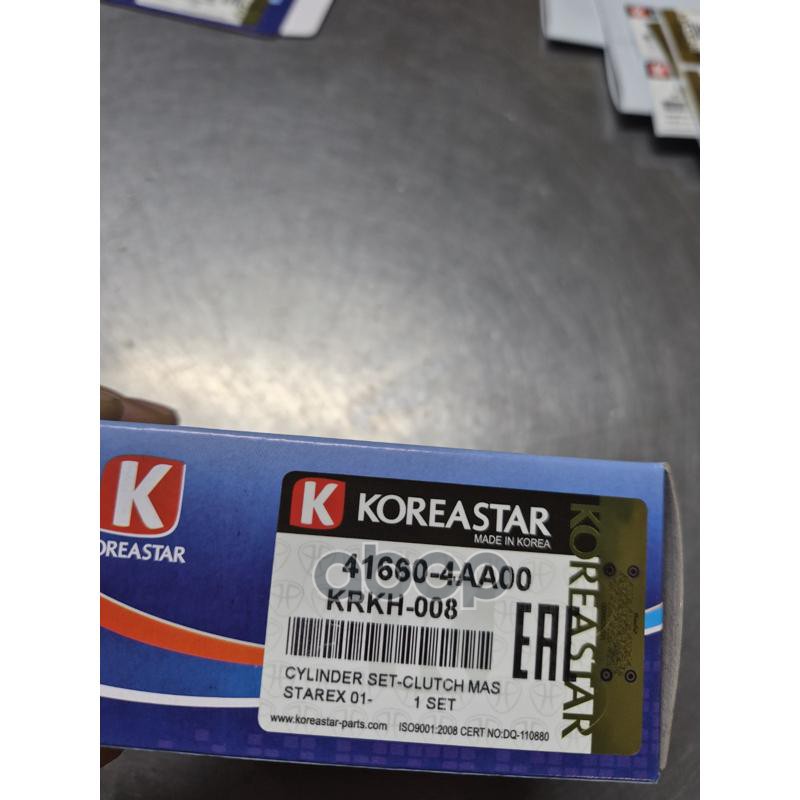 K
OREASTAR
K KOREASTAR
MADE IN KOREA
41660-4AA00
авор
KRKH-008
EAC
CYLINDER SET-CLUTCH MAS
STAREX 01- 1 SET
www.koreastar-parts.com ISO9001:2008 CERT NO:DQ-110880
KOREASTAR